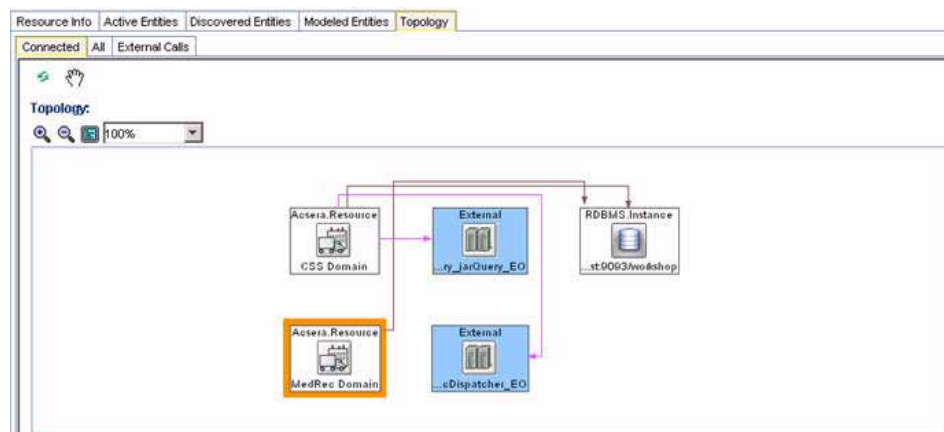 Resource Info Active Entities Discovered Entities Modeled Entities Topology
Connected All External Calls
Topology:
100%
Acsera.Resource External RDBMS.Instance
CSS Domain ...ry_jarQuery_EO ...st:9093/workshop
Acsera.Resource External
MedRec Domain ...cDispatcher_EO